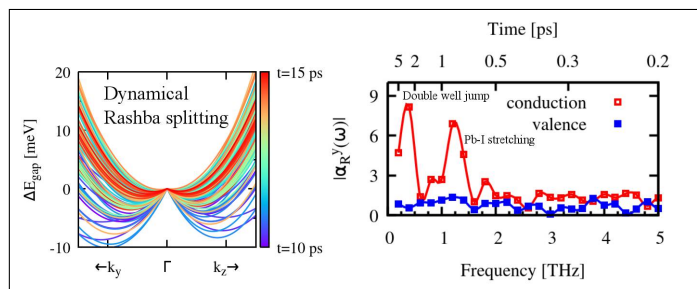 20
10
0
-10
ΔE_gap [meV]
Dynamical
Rashba splitting
←k_y
Γ
k_z→
t=15 ps
t=10 ps
Time [ps]
5 2 1 0.5 0.3 0.2
9
6
3
0
|α_R^y(ω)|
Double well jump
conduction
valence
Pb-I stretching
0 1 2 3 4 5
Frequency [THz]